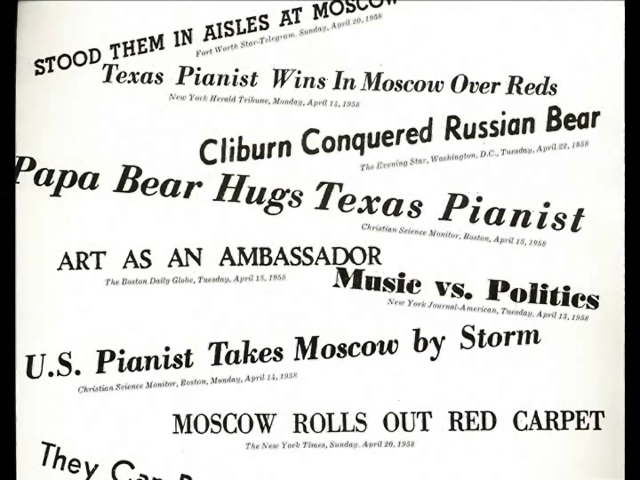 STOOD THEM IN AISLES AT MOSCOW
Fort Worth Star-Telegram, Sunday, April 20, 1958
Texas Pianist Wins In Moscow Over Reds
New York Herald Tribune, Monday, April 14, 1958
Cliburn Conquered Russian Bear
The Evening Star, Washington, D.C., Tuesday, April 22, 1958
Papa Bear Hugs Texas Pianist
Christian Science Monitor, Boston, April 15, 1958
ART AS AN AMBASSADOR
The Boston Daily Globe, Tuesday, April 15, 1958
Music vs. Politics
New York Journal-American, Tuesday, April 15, 1958
U.S. Pianist Takes Moscow by Storm
Christian Science Monitor, Boston, Monday, April 14, 1958
MOSCOW ROLLS OUT RED CARPET
The New York Times, Sunday, April 20, 1958
They Can